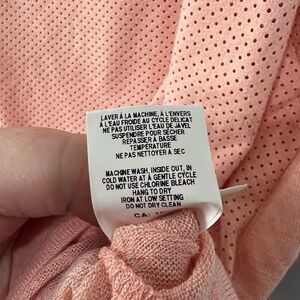 LAVER À LA MACHINE, À L'ENVERS
À L'EAU FROIDE AU CYCLE DELICAT
NE PAS UTILISER L'EAU DE JAVEL
SUSPENDRE POUR SÉCHER
REPASSER A BASSE
TEMPÉRATURE
NE PAS NETTOYER A SEC
MACHINE WASH, INSIDE OUT, IN
COLD WATER AT A GENTLE CYCLE
DO NOT USE CHLORINE BLEACH
HANG TO DRY
IRON AT LOW SETTING
DO NOT DRY CLEAN